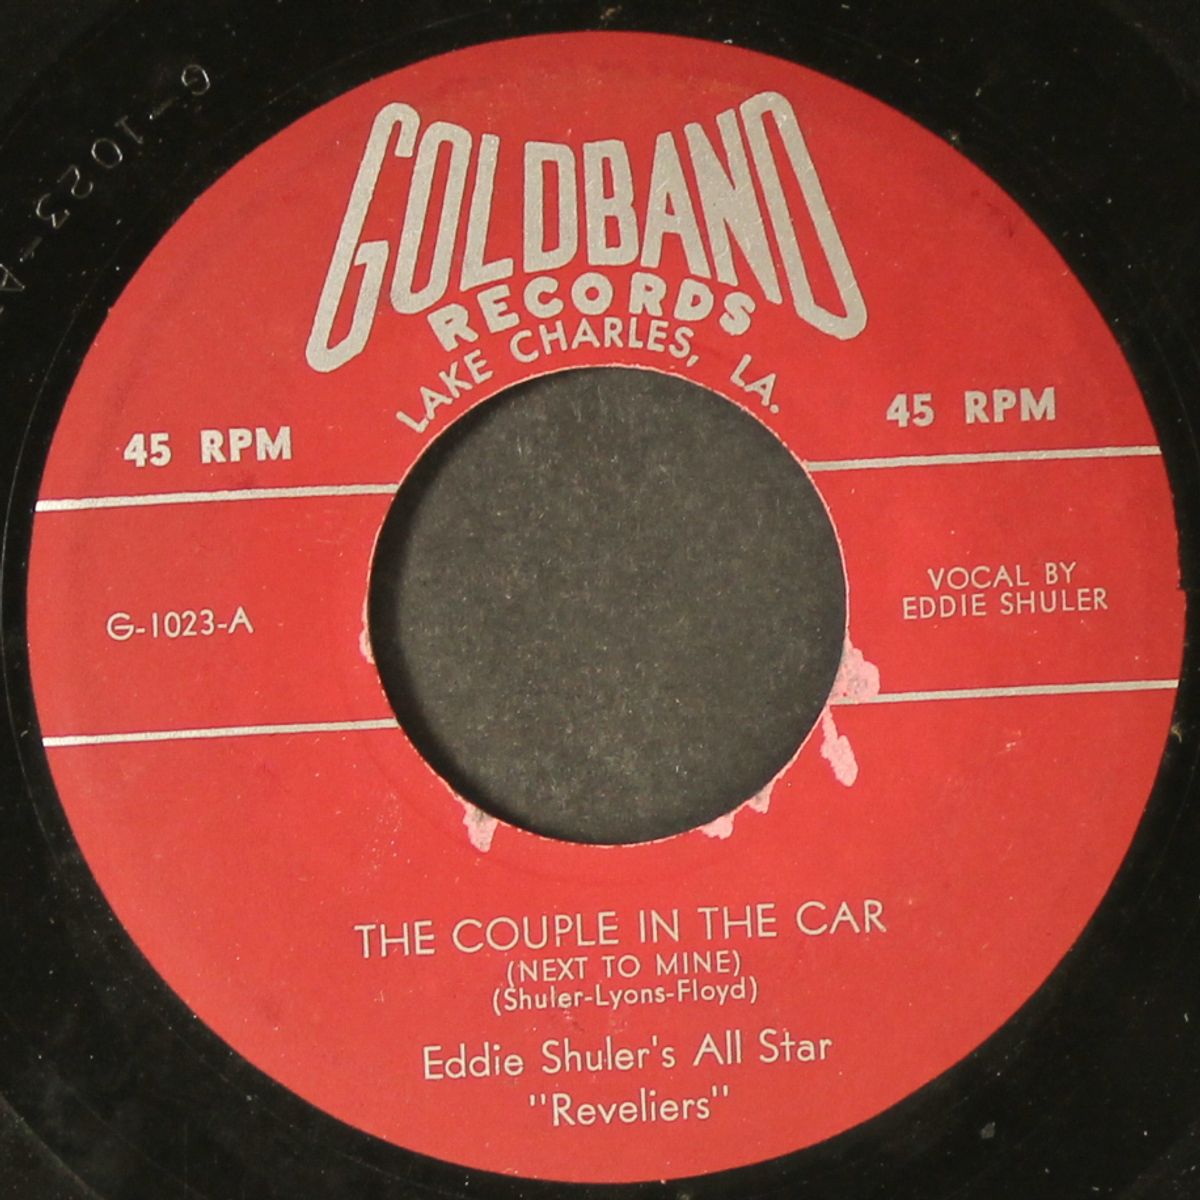 G-1023-A
GOLDBAND
RECORDS
LAKE CHARLES, LA.
45 RPM
45 RPM
G-1023-A
VOCAL BY
EDDIE SHULER
THE COUPLE IN THE CAR
(NEXT TO MINE)
(Shuler-Lyons-Floyd)
Eddie Shuler's All Star
"Reveliers"